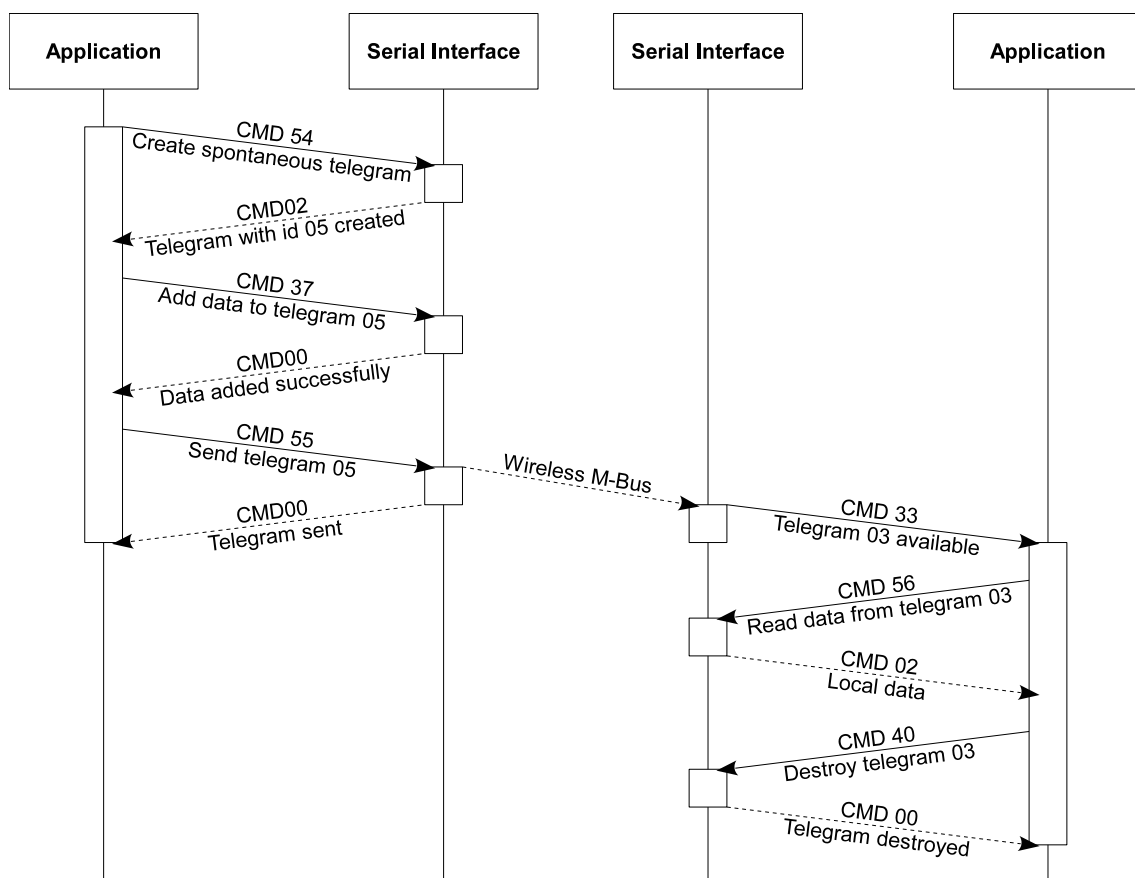 Application
Serial Interface
Serial Interface
Application
CMD 54
Create spontaneous telegram
CMD02
Telegram with id 05 created
CMD 37
Add data to telegram 05
CMD00
Data added successfully
CMD 55
Send telegram 05
Wireless M-Bus
CMD00
Telegram sent
CMD 33
Telegram 03 available
CMD 56
Read data from telegram 03
CMD 02
Local data
CMD 40
Destroy telegram 03
CMD 00
Telegram destroyed